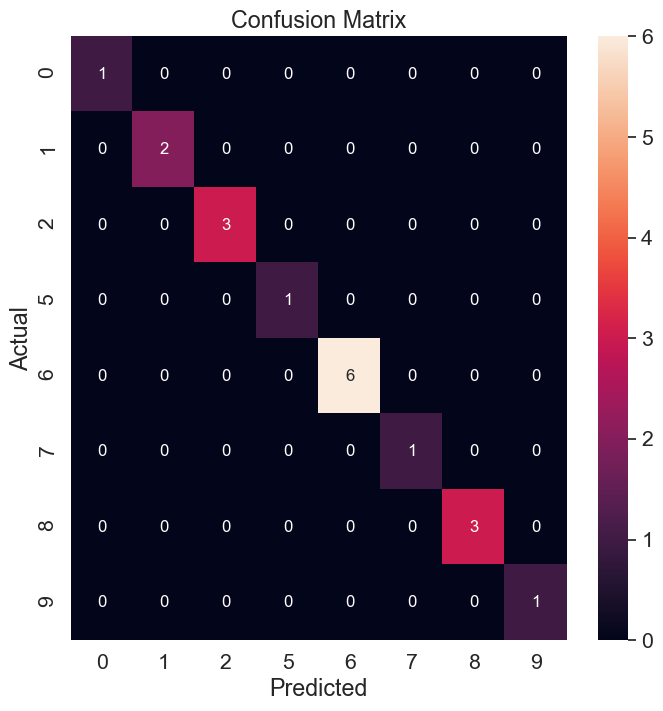 Confusion Matrix
0 1 0 0 0 0 0 0 0
1 0 2 0 0 0 0 0 0
2 0 0 3 0 0 0 0 0
5 0 0 0 1 0 0 0 0
6 0 0 0 0 6 0 0 0
7 0 0 0 0 0 1 0 0
8 0 0 0 0 0 0 3 0
9 0 0 0 0 0 0 0 1
Actual
0 1 2 5 6 7 8 9
Predicted
6
5
4
3
2
1
0